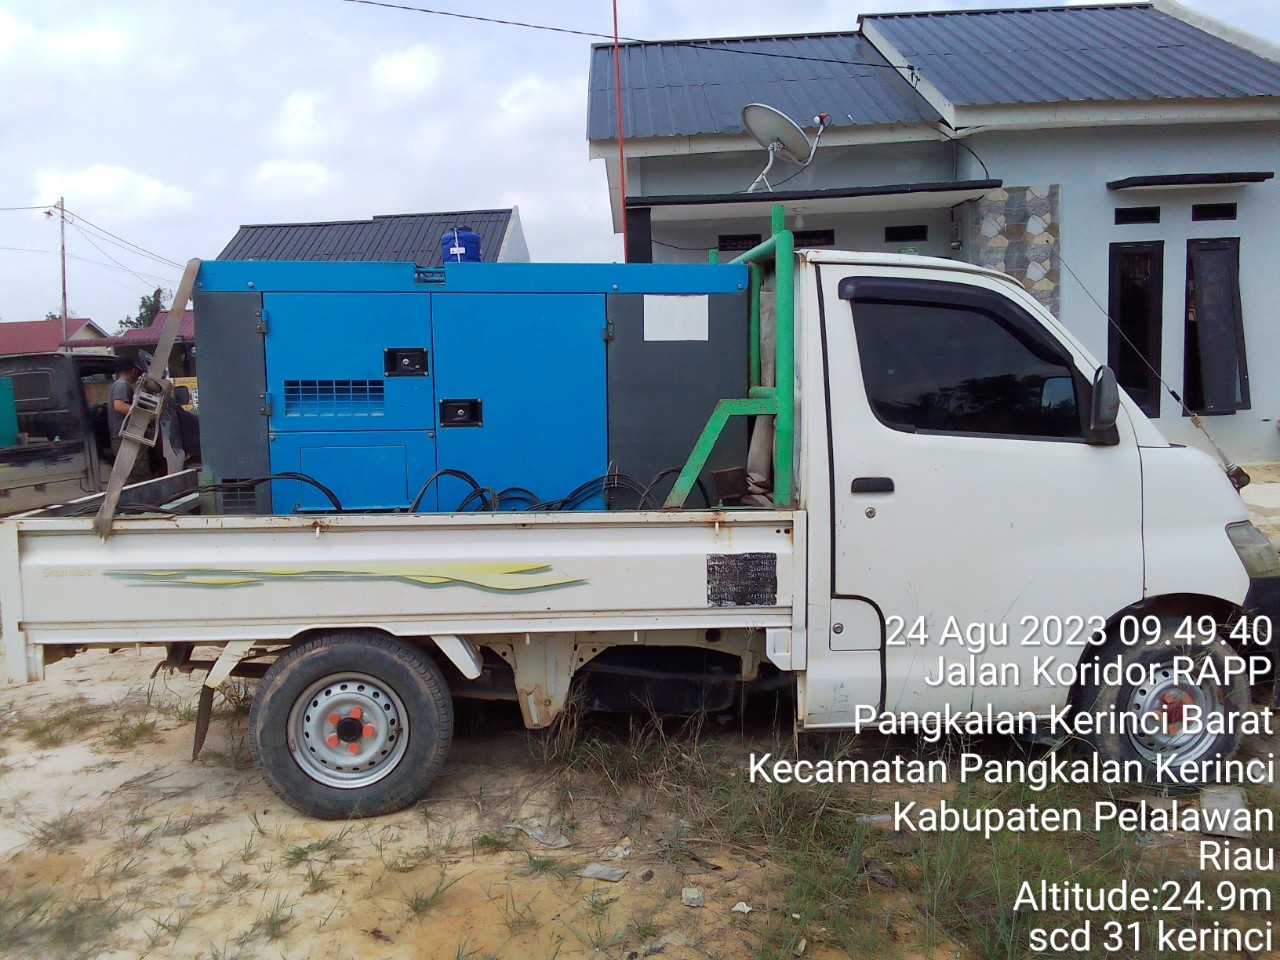 24 Agu 2023 09.49.40
Jalan Koridor RAPP
Pangkalan Kerinci Barat
Kecamatan Pangkalan Kerinci
Kabupaten Pelalawan
Riau
Altitude:24.9m
scd 31 kerinci